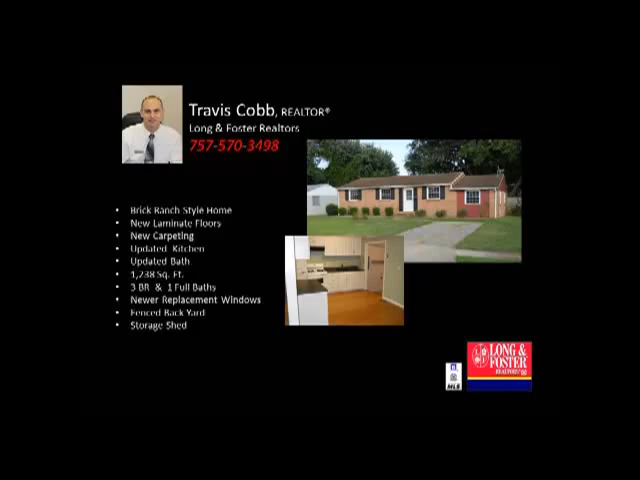 Travis Cobb, REALTOR®
Long & Foster Realtors
757-570-3498
• Brick Ranch Style Home
• New Laminate Floors
• New Carpeting
• Updated Kitchen
• Updated Bath
• 1,238 Sq. Ft.
• 3 BR & 1 Full Baths
• Newer Replacement Windows
• Fenced Back Yard
• Storage Shed
LONG &
FOSTER
REALTORS
MLS